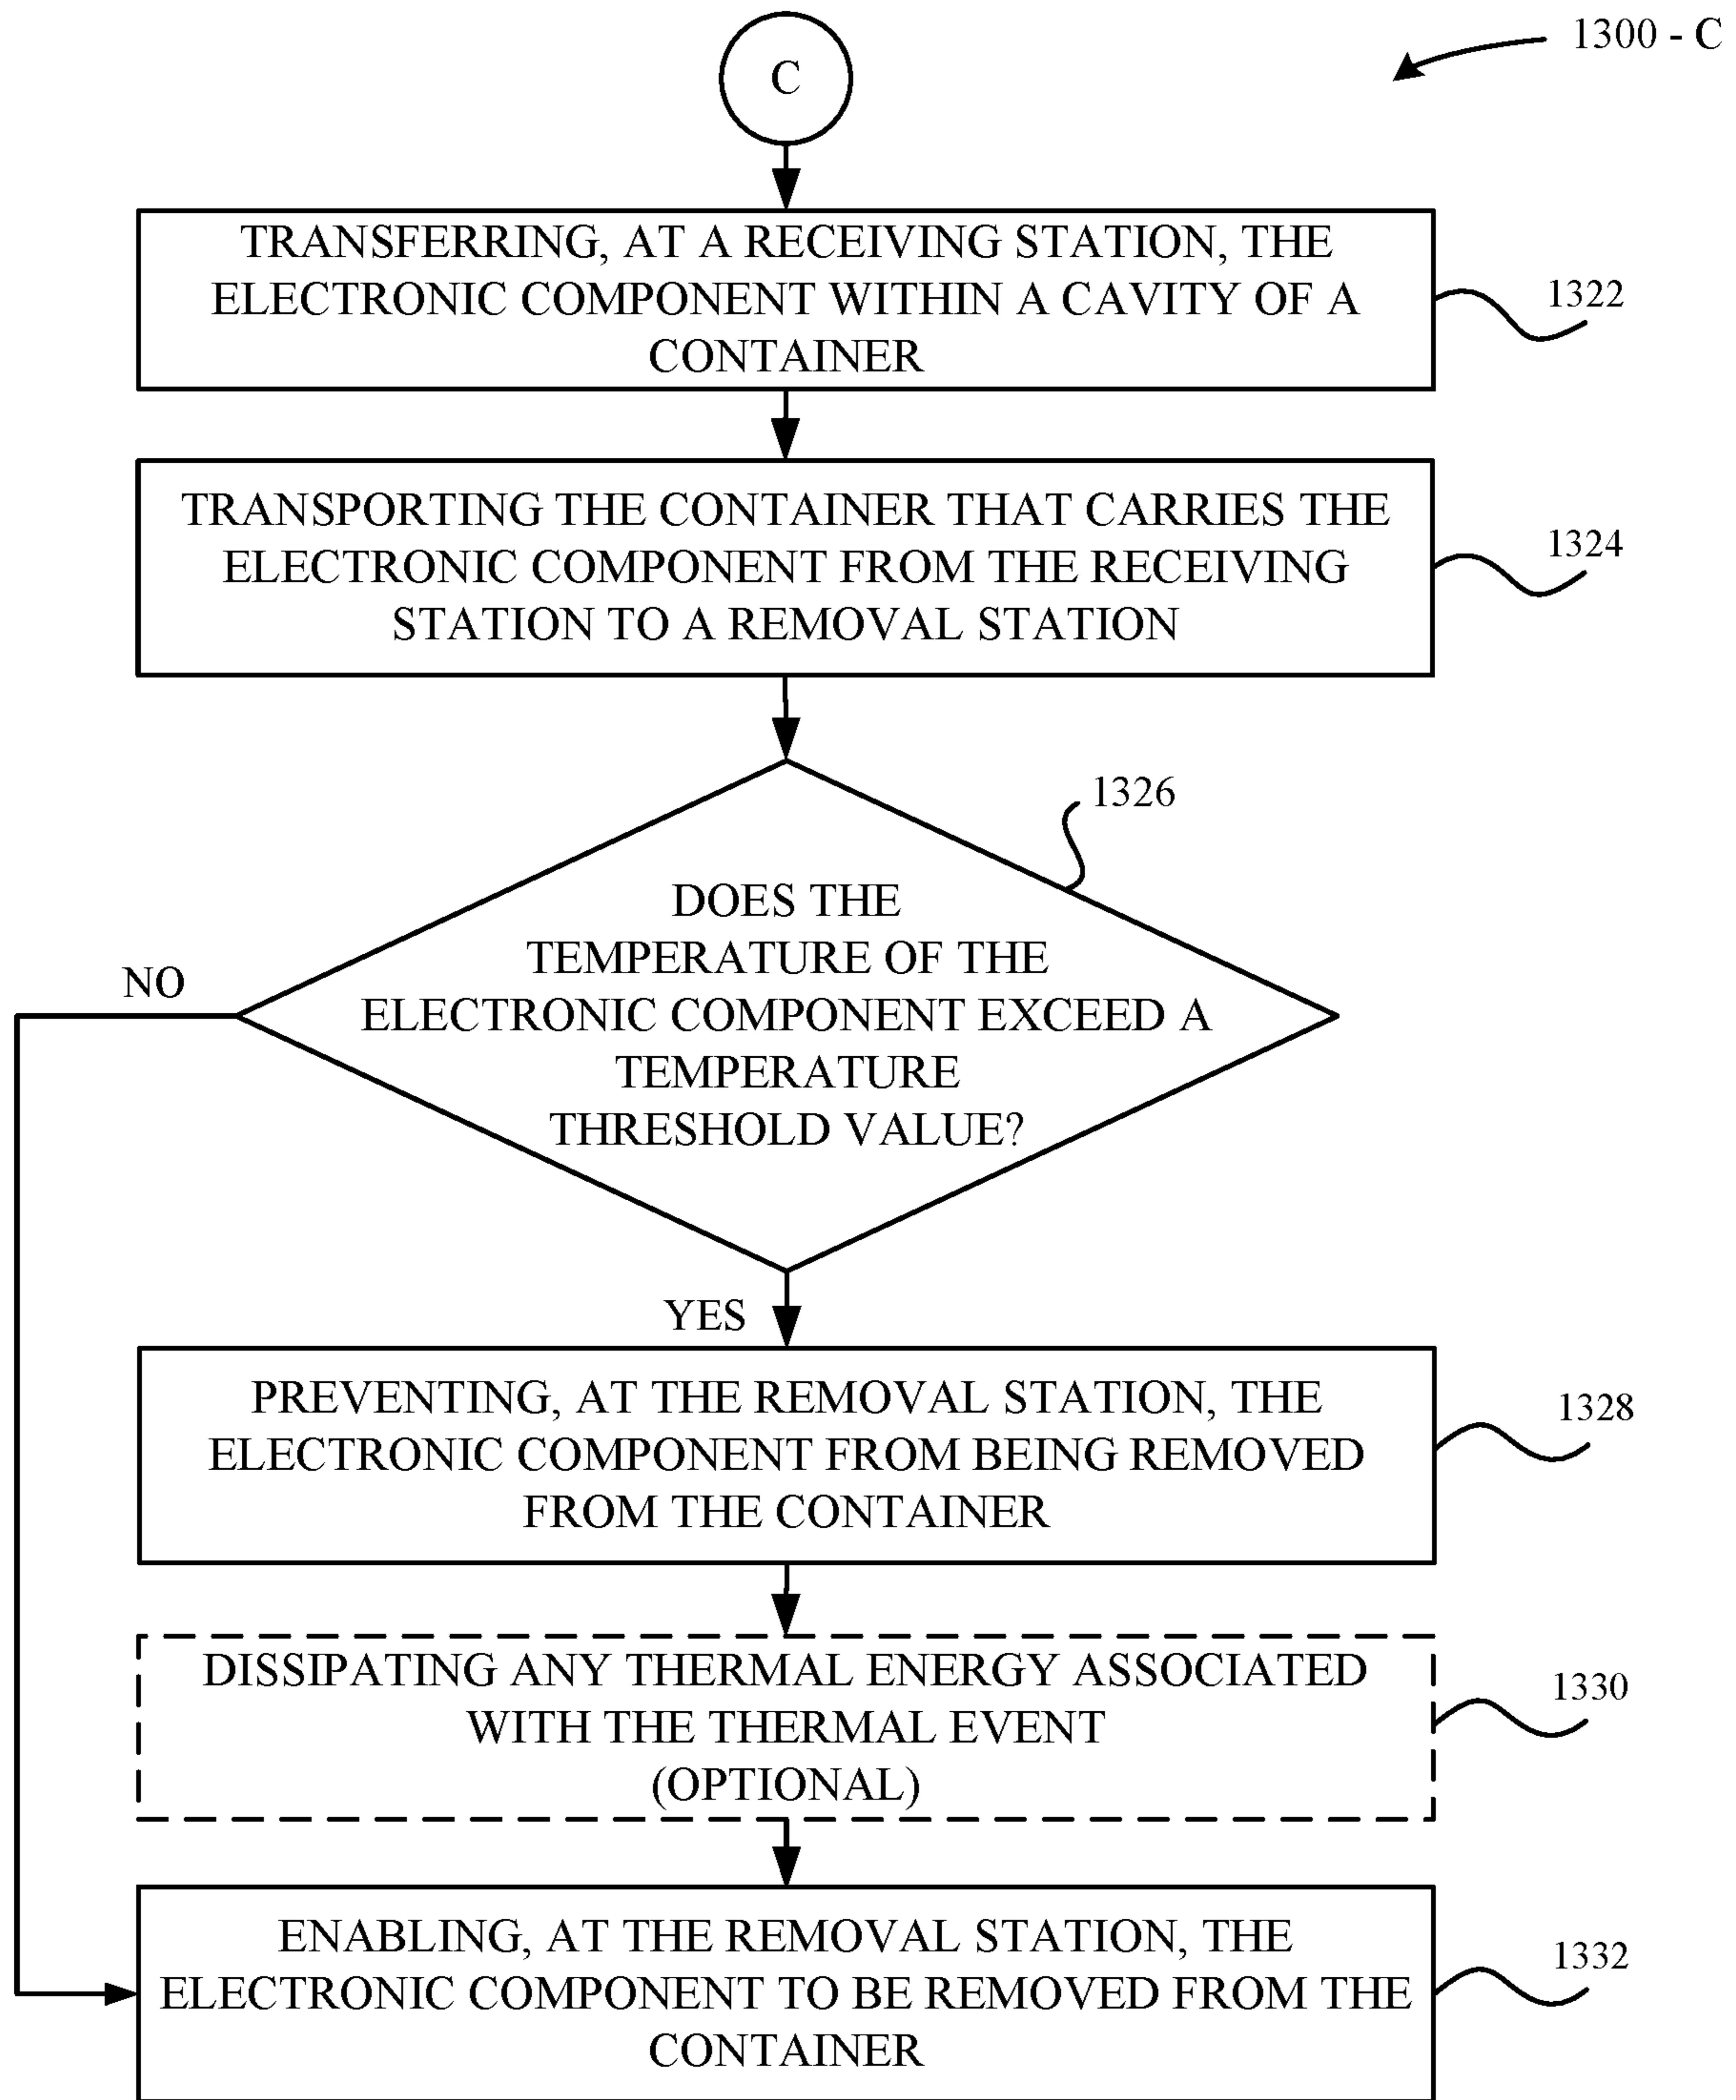 1300 - C
C
TRANSFERRING, AT A RECEIVING STATION, THE
ELECTRONIC COMPONENT WITHIN A CAVITY OF A
CONTAINER
1322
TRANSPORTING THE CONTAINER THAT CARRIES THE
ELECTRONIC COMPONENT FROM THE RECEIVING
STATION TO A REMOVAL STATION
1324
1326
DOES THE
TEMPERATURE OF THE
ELECTRONIC COMPONENT EXCEED A
TEMPERATURE
THRESHOLD VALUE?
NO
YES
PREVENTING, AT THE REMOVAL STATION, THE
ELECTRONIC COMPONENT FROM BEING REMOVED
FROM THE CONTAINER
1328
DISSIPATING ANY THERMAL ENERGY ASSOCIATED
WITH THE THERMAL EVENT
(OPTIONAL)
1330
ENABLING, AT THE REMOVAL STATION, THE
ELECTRONIC COMPONENT TO BE REMOVED FROM THE
CONTAINER
1332